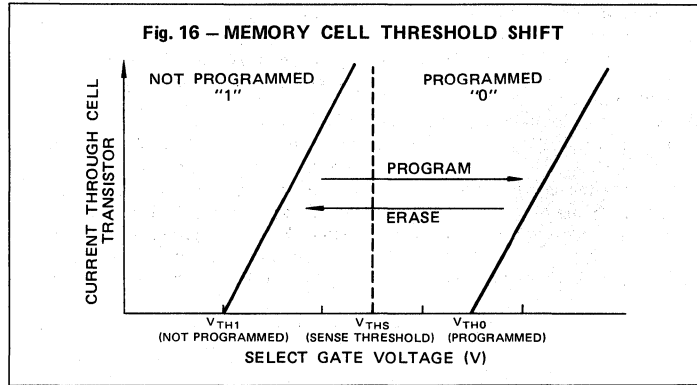 Fig. 16 – MEMORY CELL THRESHOLD SHIFT
NOT PROGRAMMED
"1"
PROGRAMMED
"0"
CURRENT THROUGH CELL
TRANSISTOR
PROGRAM
ERASE
VTH1
(NOT PROGRAMMED)
VTHS
(SENSE THRESHOLD)
VTH0
(PROGRAMMED)
SELECT GATE VOLTAGE (V)